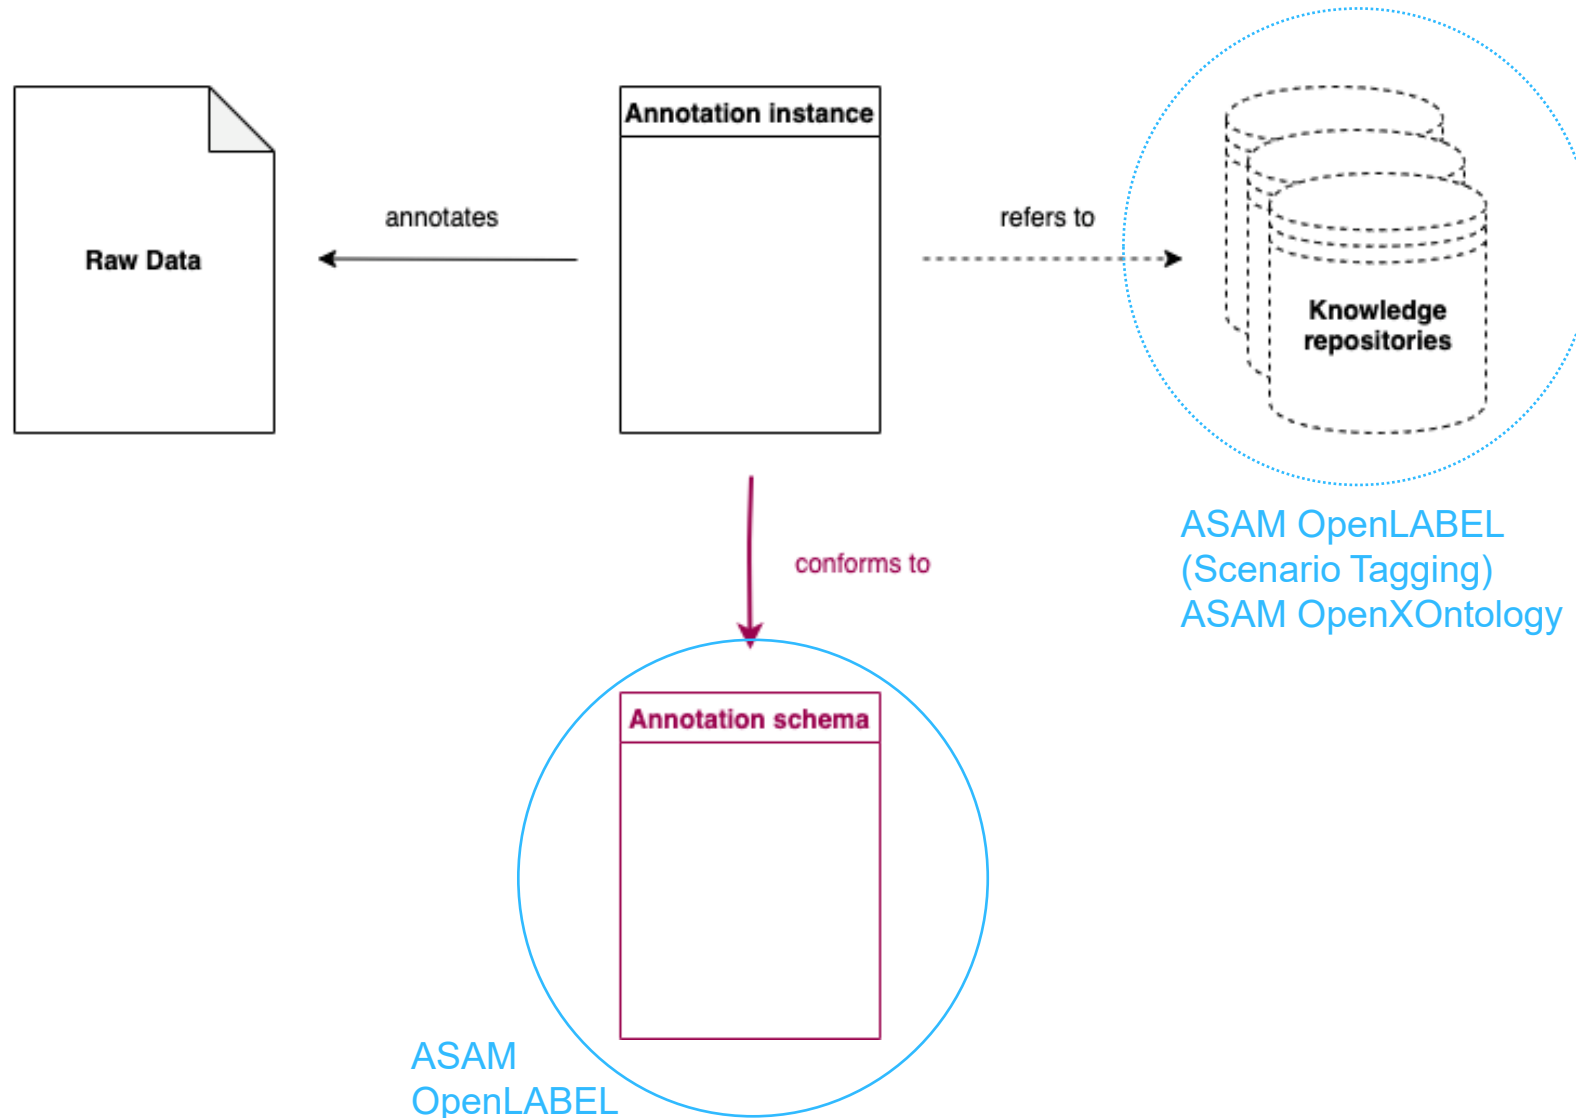 Annotation instance
annotates
refers to
Raw Data
Knowledge
repositories
ASAM OpenLABEL
(Scenario Tagging)
ASAM OpenXOntology
conforms to
Annotation schema
ASAM
OpenLABEL